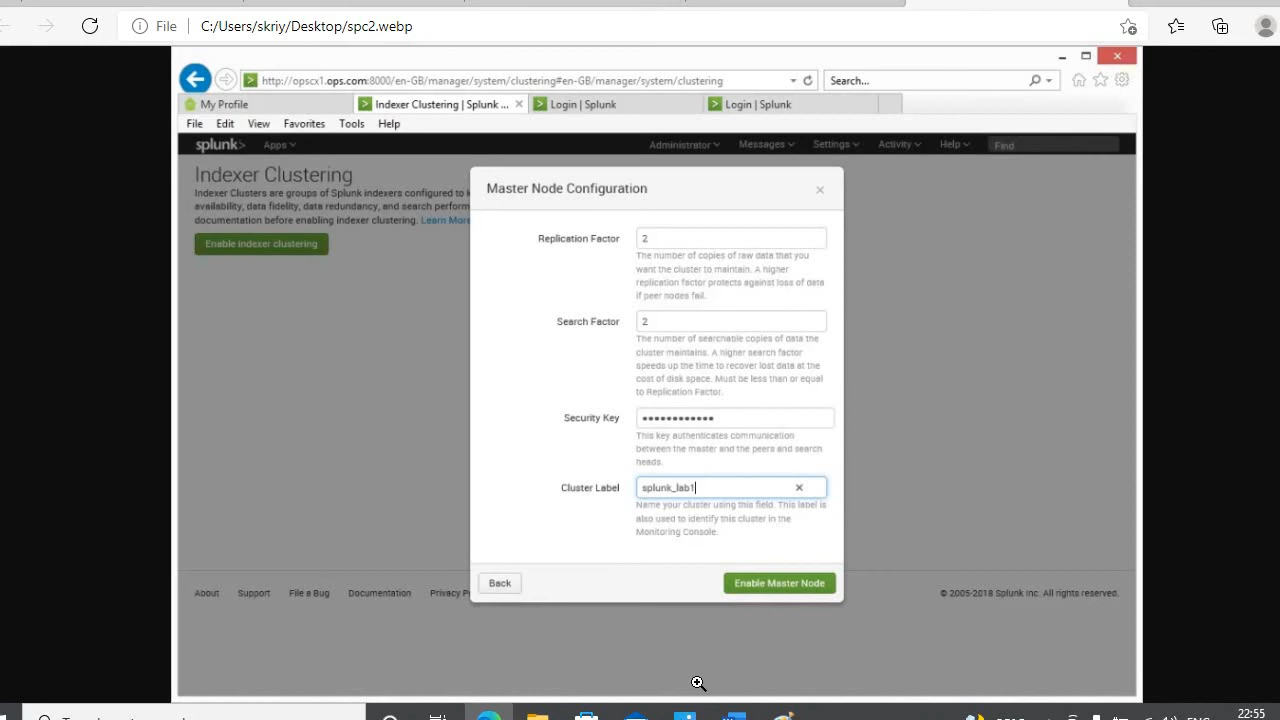 File C:/Users/skriy/Desktop/spc2.webp
http://opscx1.ops.com:8000/en-GB/manager/system/clustering#en-GB/manager/system/clustering
Search...
My Profile
Indexer Clustering | Splunk ...
Login | Splunk
Login | Splunk
File Edit View Favorites Tools Help
splunk> Apps Administrator Messages Settings Activity Help Find
Indexer Clustering
Indexer Clusters are groups of Splunk indexers configured to
availability, data fidelity, data redundancy, and search
documentation before enabling indexer clustering. Learn More
Enable indexer clustering
Master Node Configuration
Replication Factor 2
The number of copies of raw data that you
want the cluster to maintain. A higher
replication factor protects against loss of data
if peer nodes fail.
Search Factor 2
The number of searchable copies of data the
cluster maintains. A higher search factor
speeds up the time to recover lost data at the
cost of disk space. Must be less than or equal
to Replication Factor.
Security Key ••••••••••••
This key authenticates communication
between the master and the peers and search
heads.
Cluster Label splunk_lab1
Name your cluster using this field. This label is
also used to identify this cluster in the
Monitoring Console.
Back Enable Master Node
About Support File a Bug Documentation Privacy
© 2005-2018 Splunk Inc. All rights reserved.
22:55